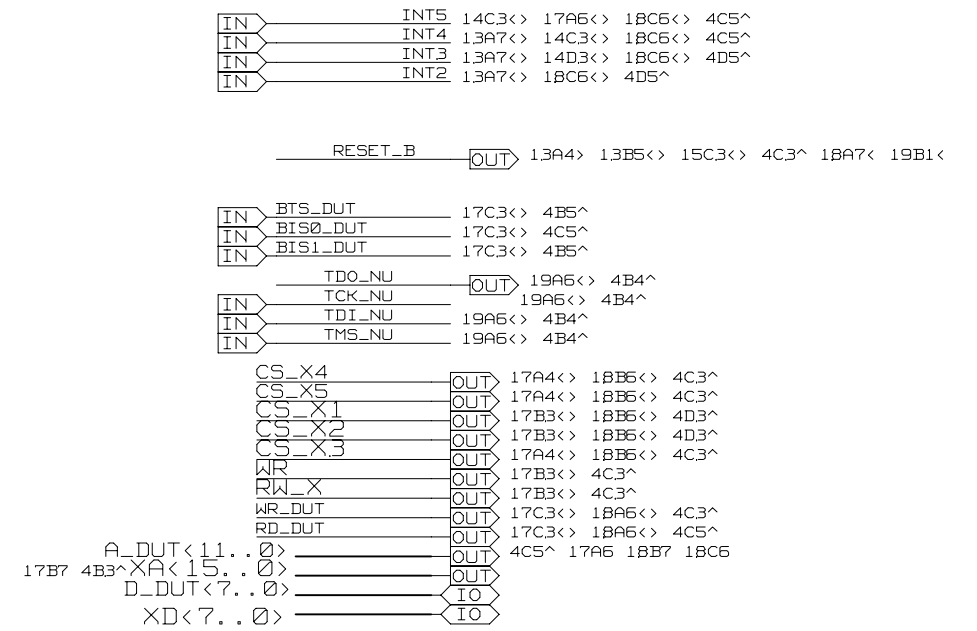 IN INT5 14C3<> 17A6<> 18C6<> 4C5^
IN INT4 13A7<> 14C3<> 18C6<> 4C5^
IN INT3 13A7<> 14D3<> 18C6<> 4D5^
IN INT2 13A7<> 18C6<> 4D5^
RESET_B OUT 13A4> 13B5<> 15C3<> 4C3^ 18A7< 19B1<
IN BTS_DUT 17C3<> 4B5^
IN BIS0_DUT 17C3<> 4C5^
IN BIS1_DUT 17C3<> 4B5^
TDO_NU OUT 19A6<> 4B4^
IN TCK_NU 19A6<> 4B4^
IN TDI_NU 19A6<> 4B4^
IN TMS_NU 19A6<> 4B4^
CS_X4 OUT 17A4<> 18B6<> 4C3^
CS_X5 OUT 17A4<> 18B6<> 4C3^
CS_X1 OUT 17B3<> 18B6<> 4D3^
CS_X2 OUT 17B3<> 18B6<> 4D3^
CS_X3 OUT 17A4<> 18B6<> 4C3^
WR OUT 17B3<> 4C3^
RW_X OUT 17B3<> 4C3^
WR_DUT OUT 17C3<> 18A6<> 4C3^
RD_DUT OUT 17C3<> 18A6<> 4C5^
A_DUT<11..0> OUT 4C5^ 17A6 18B7 18C6
17B7 4B3^ XA<15..0> OUT
D_DUT<7..0> IO
XD<7..0> IO